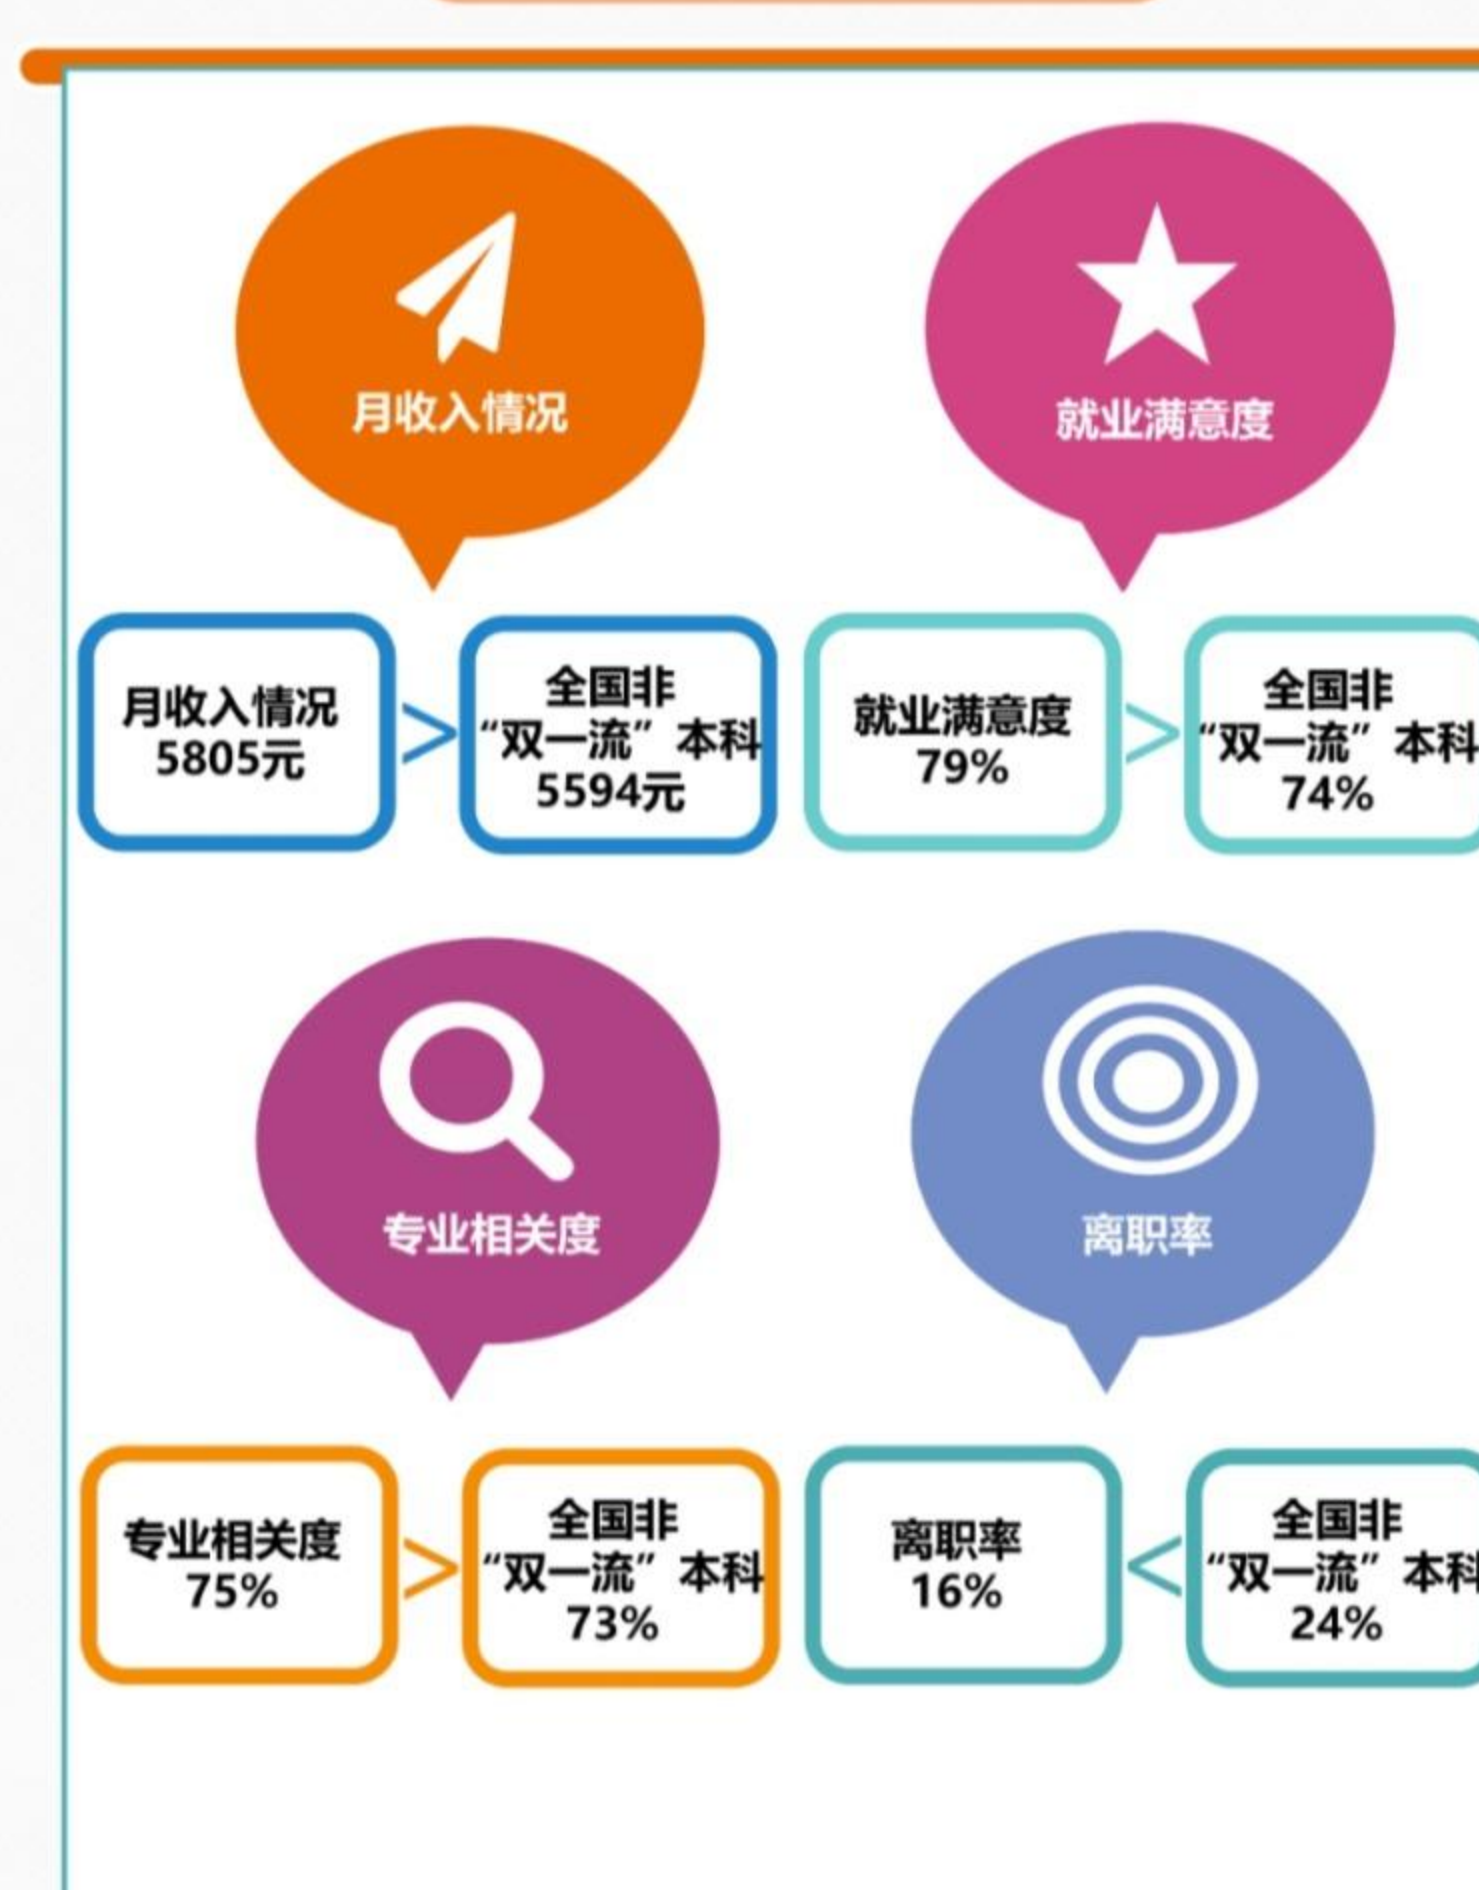 月收入情况
就业满意度
月收入情况
5805元
>
全国非
“双一流”本科
5594元
就业满意度
79%
>
全国非
“双一流”本科
74%
专业相关度
离职率
专业相关度
75%
>
全国非
“双一流”本科
73%
离职率
16%
<
全国非
“双一流”本科
24%